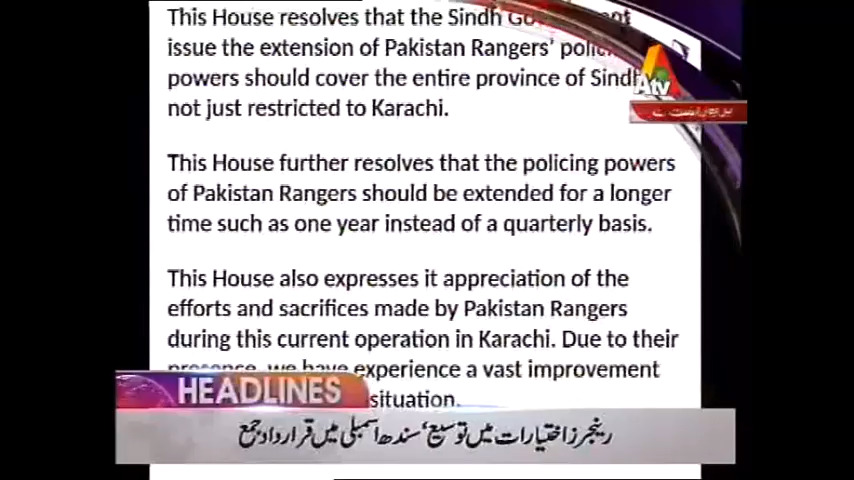 This House resolves that the Sindh
issue the extension of Pakistan Rangers'
powers should cover the entire province of Sindh
not just restricted to Karachi.
This House further resolves that the policing powers
of Pakistan Rangers should be extended for a longer
time such as one year instead of a quarterly basis.
This House also expresses it appreciation of the
efforts and sacrifices made by Pakistan Rangers
during this current operation in Karachi. Due to their
presence, we have experience a vast improvement
situation.
Atv
HEADLINES
رینجرز اختیارات میں توسیع، سندھ اسمبلی میں قرارداد جمع